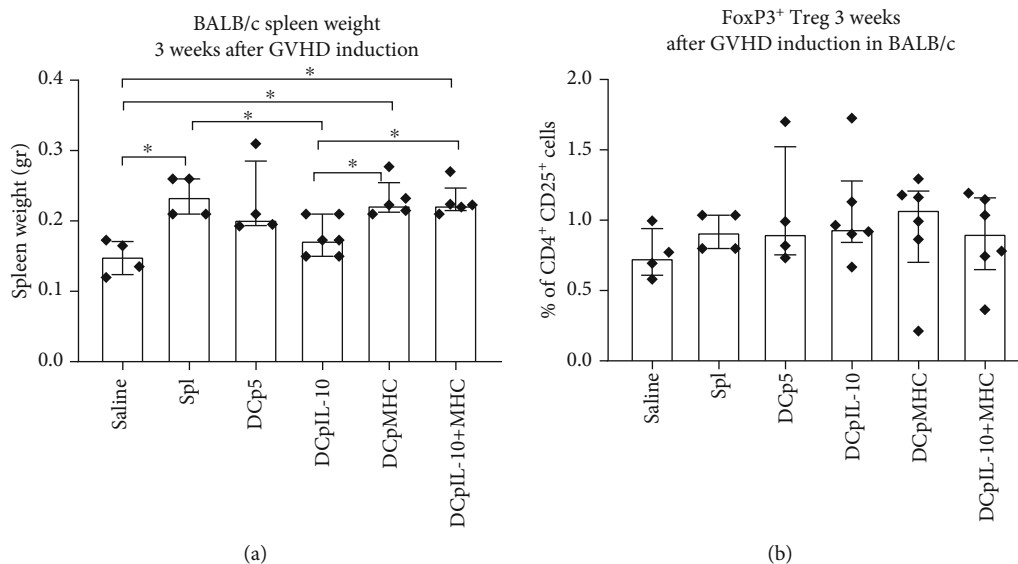 BALB/c spleen weight
3 weeks after GVHD induction
0.4
0.3
0.2
0.1
0.0
Spleen weight (gr)
*
*
*
*
*
*
Saline
Spl
DCp5
DCpIL-10
DCpMHC
DCpIL-10+MHC
(a)
FoxP3⁺ Treg 3 weeks
after GVHD induction in BALB/c
2.0
1.5
1.0
0.5
0.0
% of CD4⁺ CD25⁺ cells
Saline
Spl
DCp5
DCpIL-10
DCpMHC
DCpIL-10+MHC
(b)